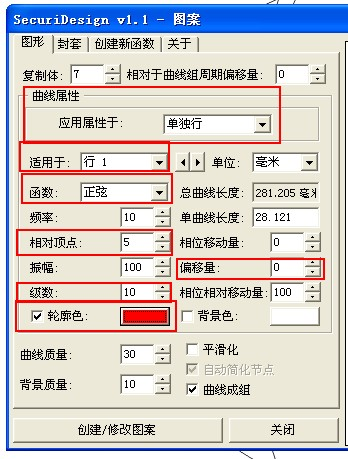 SecuriDesign v1.1 - 图案
图形 封套 创建新函数 关于
复制体: 7 相对于曲线组周期偏移量: 0
曲线属性
应用属性于: 单独行
适用于: 行 1 单位: 毫米
函数: 正弦 总曲线长度: 281.205 毫米
频率: 10 单曲线长度: 28.121
相对顶点: 5 相位移动量: 0
振幅: 100 偏移量: 0
级数: 10 相位相对移动量: 100
轮廓色: 背景色:
曲线质量: 30 平滑化
自动简化节点
背景质量: 10 曲线成组
创建/修改图案 关闭